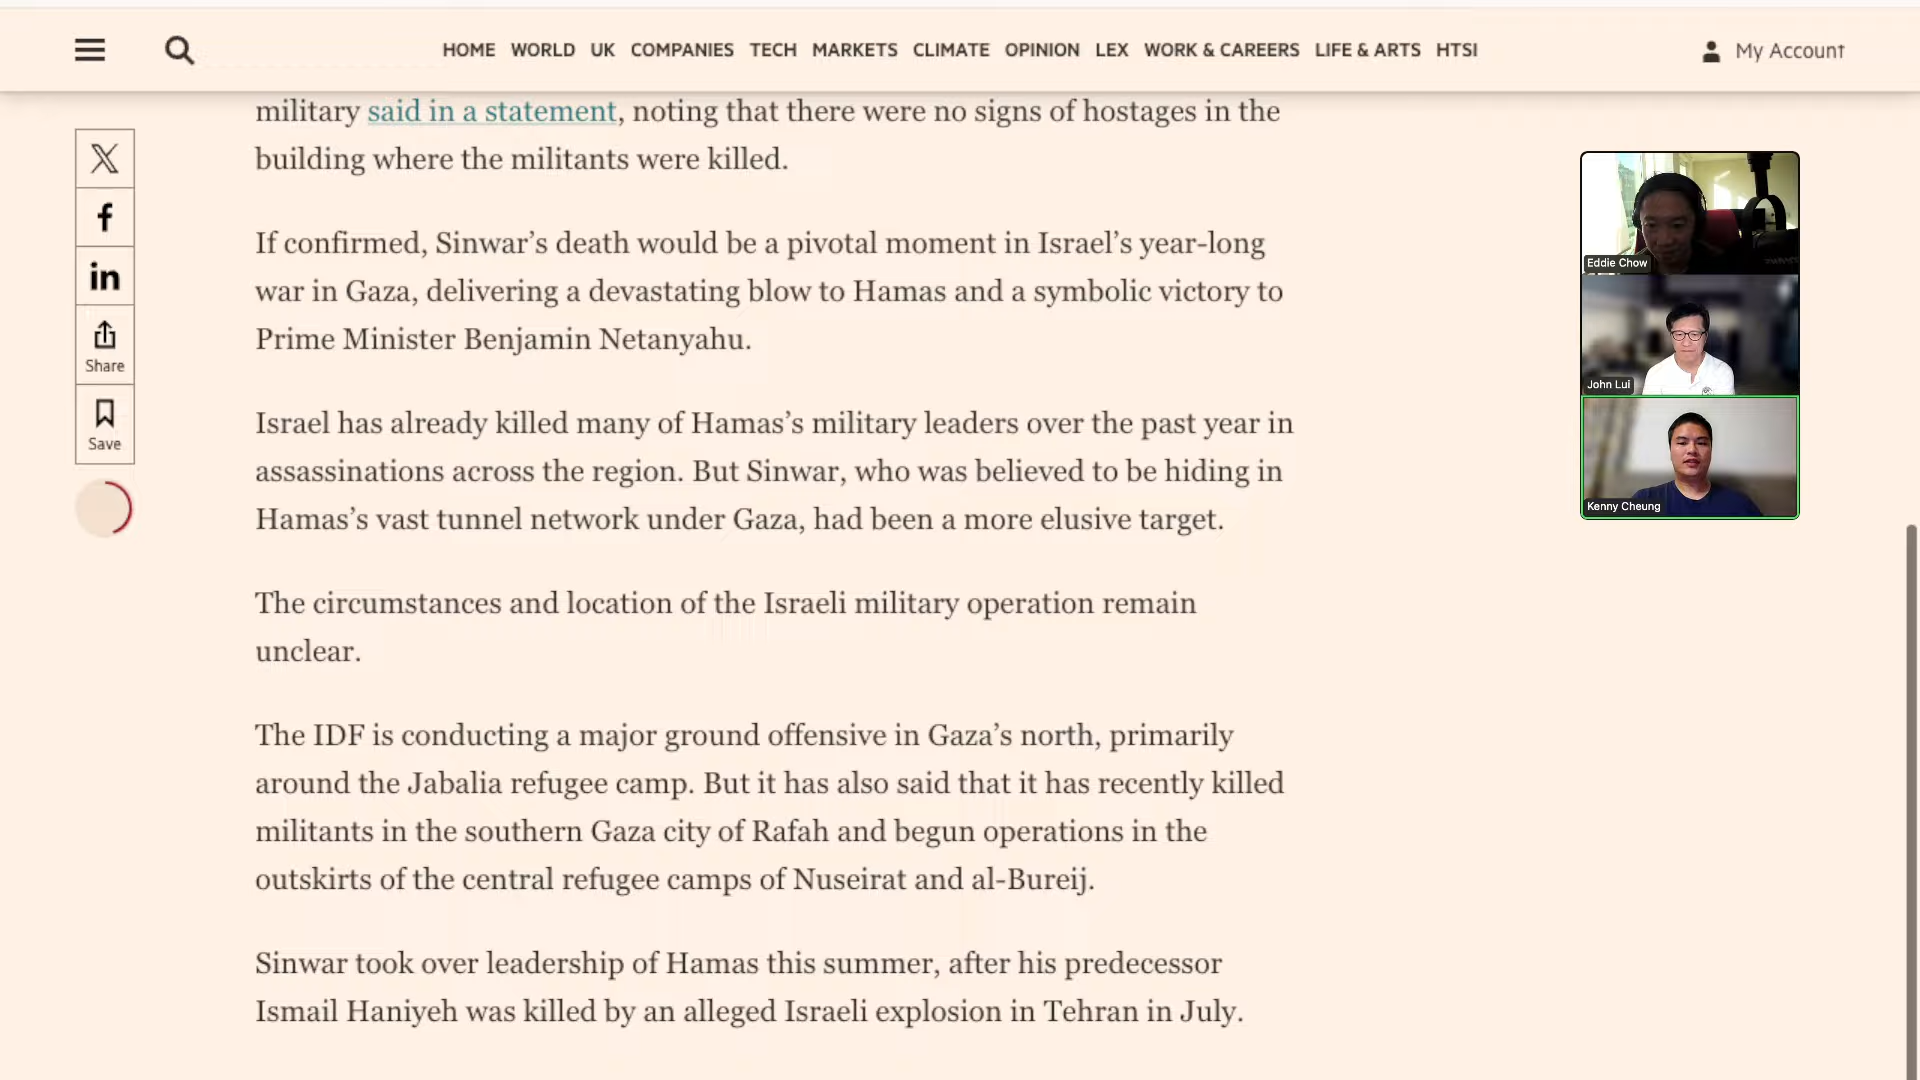 HOME WORLD UK COMPANIES TECH MARKETS CLIMATE OPINION LEX WORK & CAREERS LIFE & ARTS HTSI
My Account
military said in a statement, noting that there were no signs of hostages in the
building where the militants were killed.
If confirmed, Sinwar’s death would be a pivotal moment in Israel’s year-long
war in Gaza, delivering a devastating blow to Hamas and a symbolic victory to
Prime Minister Benjamin Netanyahu.
Israel has already killed many of Hamas’s military leaders over the past year in
assassinations across the region. But Sinwar, who was believed to be hiding in
Hamas’s vast tunnel network under Gaza, had been a more elusive target.
The circumstances and location of the Israeli military operation remain
unclear.
The IDF is conducting a major ground offensive in Gaza’s north, primarily
around the Jabalia refugee camp. But it has also said that it has recently killed
militants in the southern Gaza city of Rafah and begun operations in the
outskirts of the central refugee camps of Nuseirat and al-Bureij.
Sinwar took over leadership of Hamas this summer, after his predecessor
Ismail Haniyeh was killed by an alleged Israeli explosion in Tehran in July.
Share
Save
Eddie Chow
John Lui
Kenny Cheung